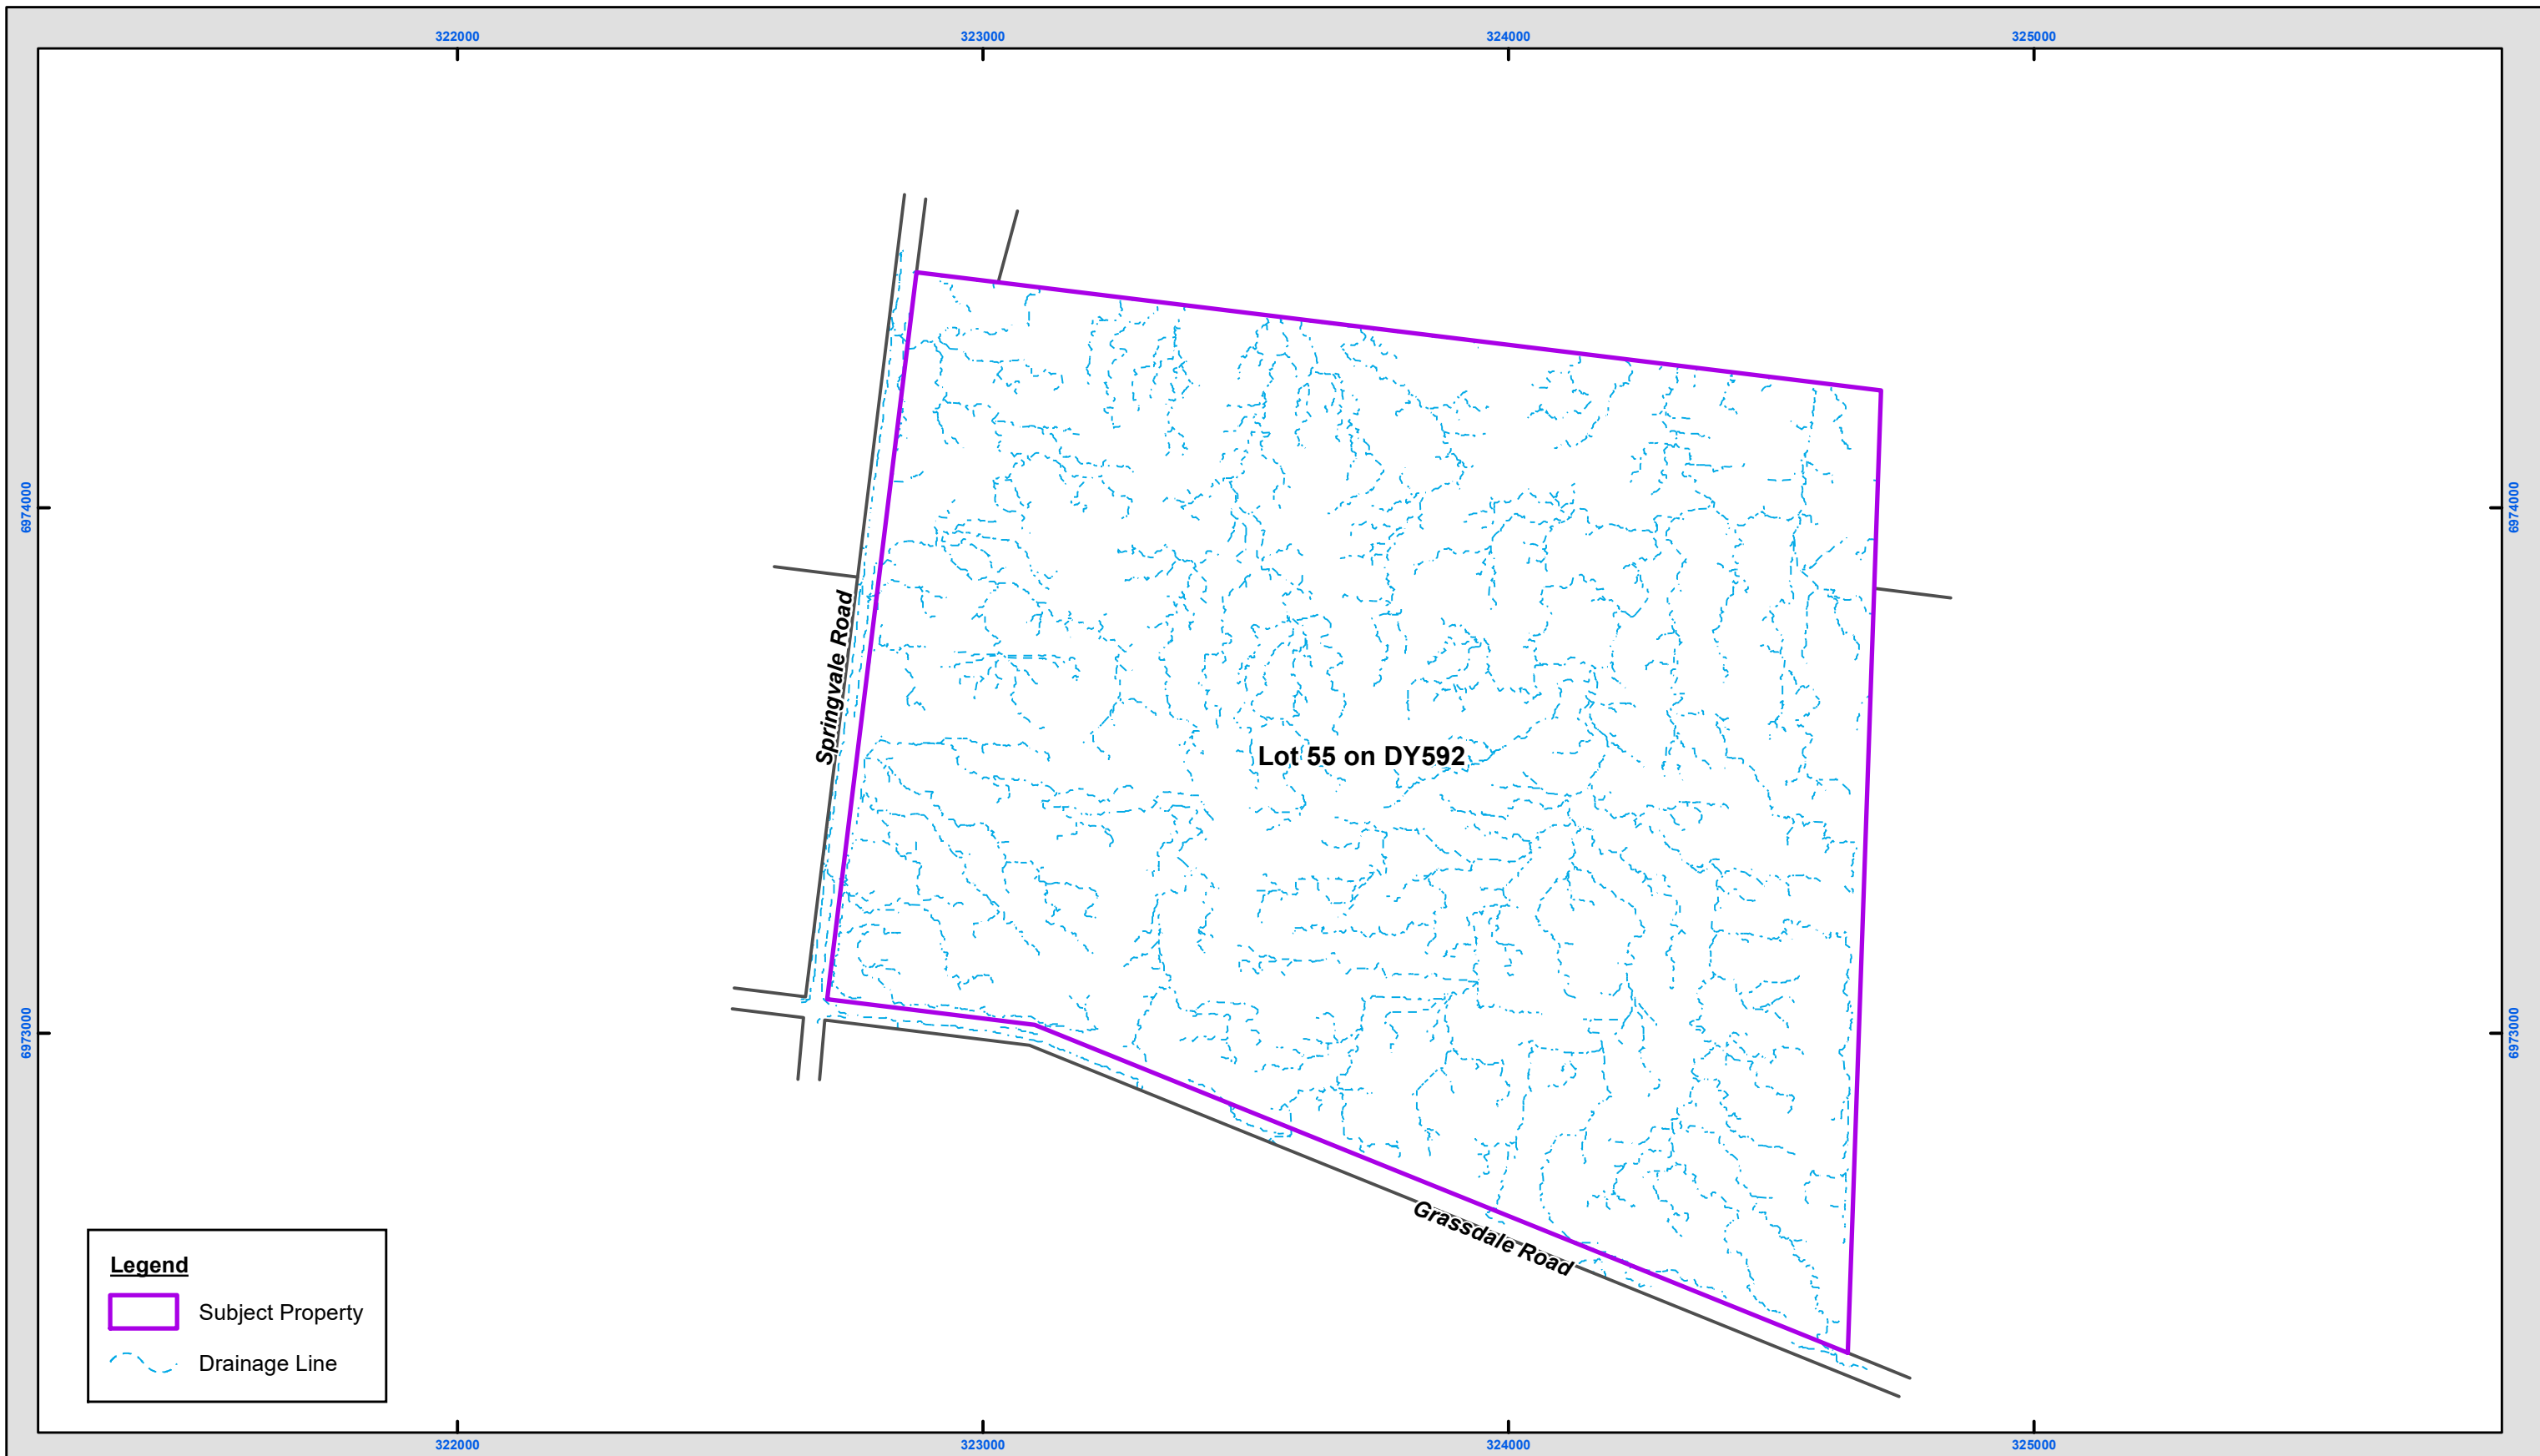 322000 323000 324000 325000
6974000 6974000
Springvale Road
Lot 55 on DY592
6973000 6973000
Grassdale Road
Legend
Subject Property
Drainage Line
322000 323000 324000 325000